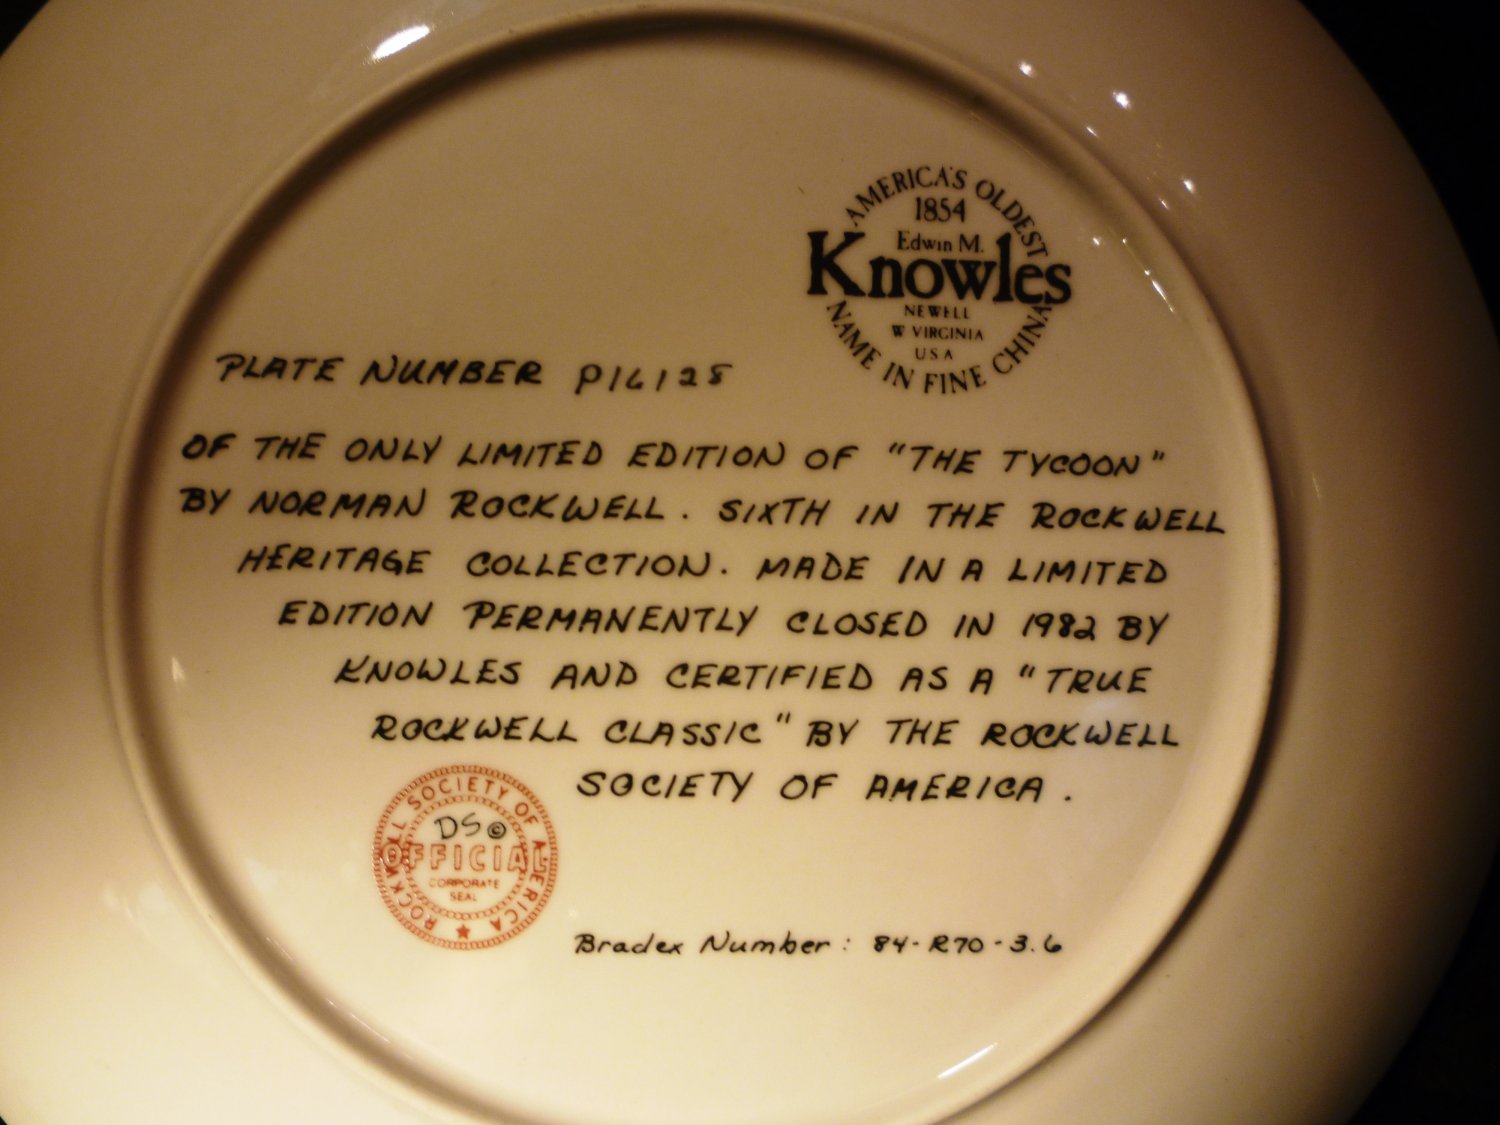 AMERICA'S OLDEST
1854
Edwin M.
Knowles
NEWELL
W VIRGINIA
USA
NAME IN FINE CHINA
PLATE NUMBER P16125
OF THE ONLY LIMITED EDITION OF "THE TYCOON"
BY NORMAN ROCKWELL. SIXTH IN THE ROCKWELL
HERITAGE COLLECTION. MADE IN A LIMITED
EDITION PERMANENTLY CLOSED IN 1982 BY
KNOWLES AND CERTIFIED AS A "TRUE
ROCKWELL CLASSIC" BY THE ROCKWELL
SOCIETY OF AMERICA.
ROCKWELL SOCIETY OF AMERICA
DS©
OFFICIAL
CORPORATE
SEAL
Bradex Number: 84-R70-3.6